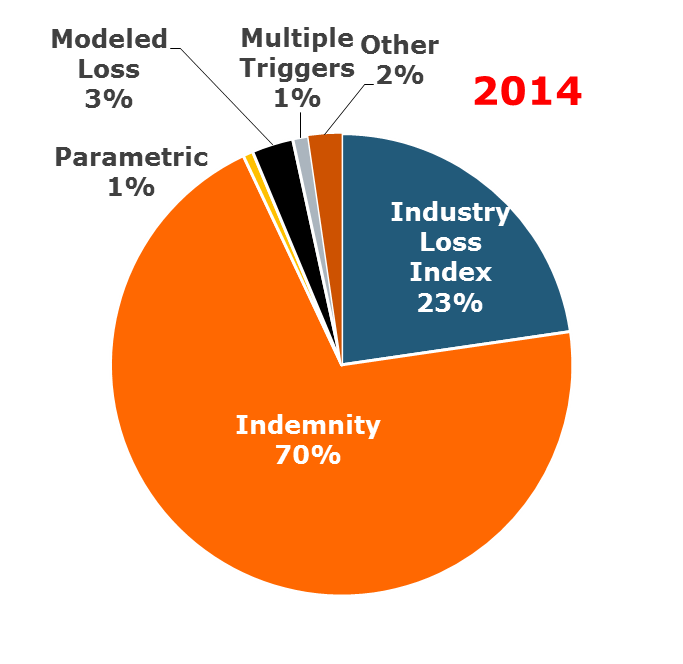 Modeled
Loss
3%
Multiple
Triggers
1%
Other
2%
2014
Parametric
1%
Industry
Loss
Index
23%
Indemnity
70%